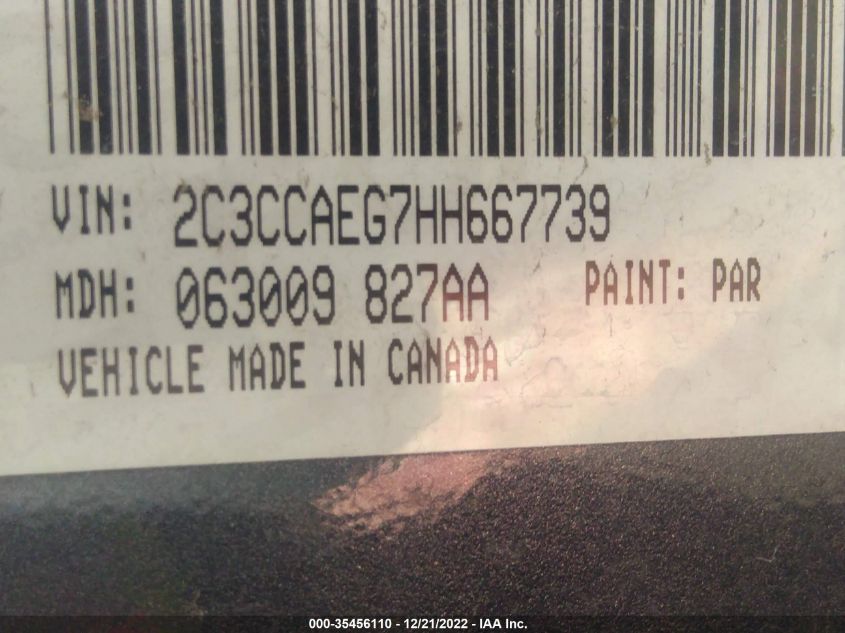 VIN: 2C3CCAEG7HH667739
MDH: 063009 827AA PAINT: PAR
VEHICLE MADE IN CANADA
000-35456110 - 12/21/2022 - IAA Inc.